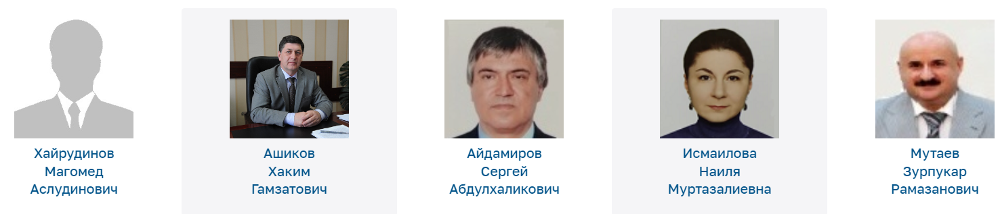 Хайрудинов
Магомед
Аслудинович
Ашиков
Хаким
Гамзатович
Айдамиров
Сергей
Абдулхаликович
Исмаилова
Наиля
Муртазалиевна
Мутаев
Зурпукар
Рамазанович